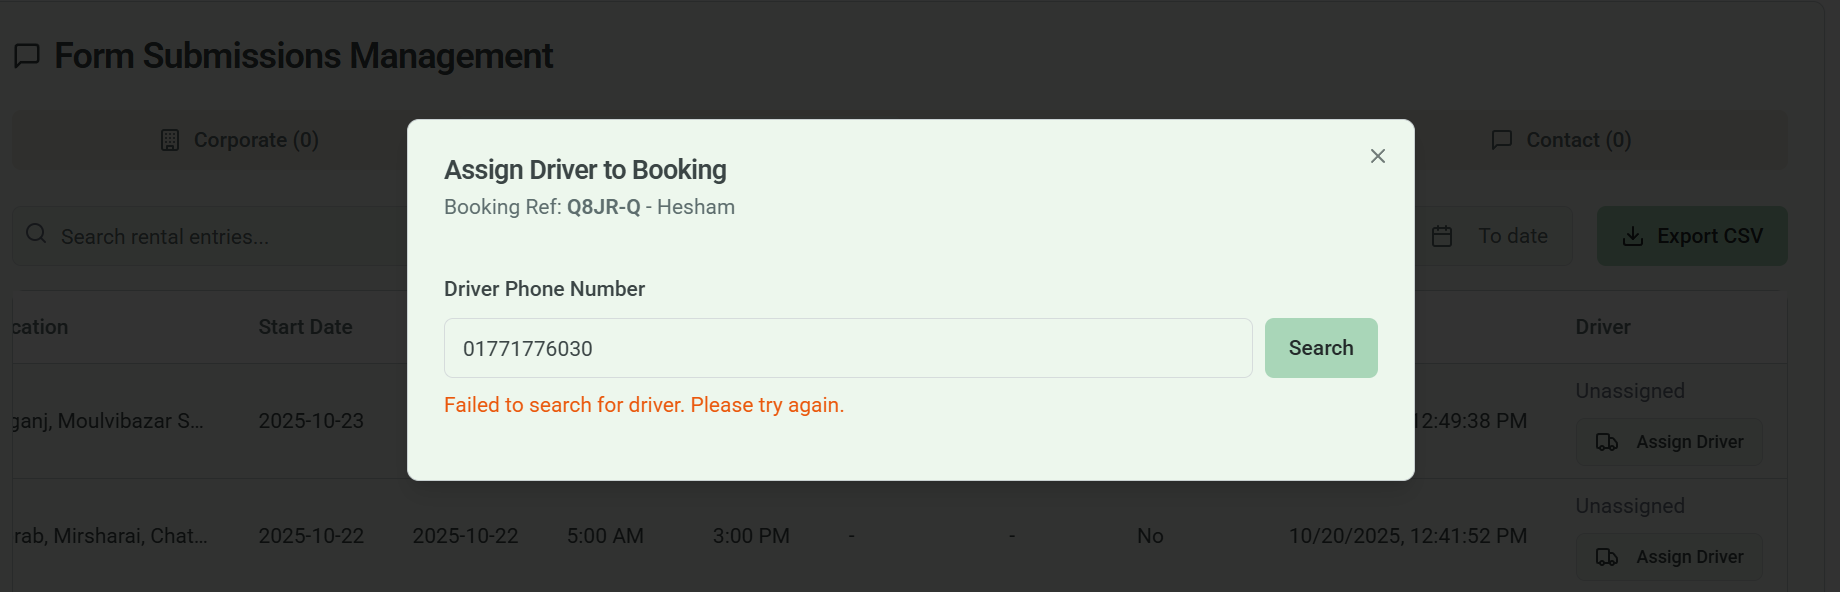 Form Submissions Management
Corporate (0)
Contact (0)
Assign Driver to Booking
Booking Ref: Q8JR-Q - Hesham
Search rental entries...
To date
Export CSV
Driver Phone Number
cation
Start Date
Driver
01771776030
Search
Failed to search for driver. Please try again.
ganj, Moulvibazar S...
2025-10-23
12:49:38 PM
Unassigned
Assign Driver
rab, Mirsharai, Chat...
2025-10-22
2025-10-22
5:00 AM
3:00 PM
-
-
No
10/20/2025, 12:41:52 PM
Unassigned
Assign Driver